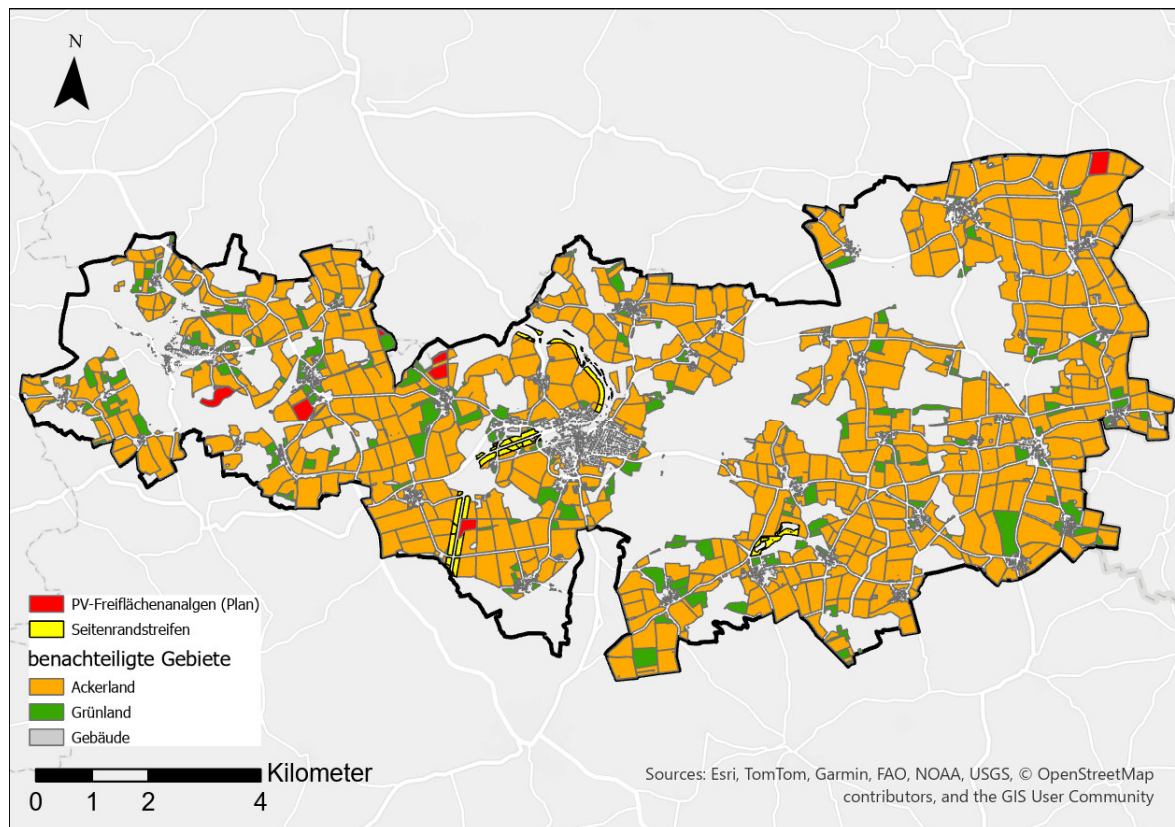 N
PV-Freiflächenanalgen (Plan)
Seitenrandstreifen
benachteiligte Gebiete
Ackerland
Grünland
Gebäude
Kilometer
0 1 2 4
Sources: Esri, TomTom, Garmin, FAO, NOAA, USGS, © OpenStreetMap
contributors, and the GIS User Community